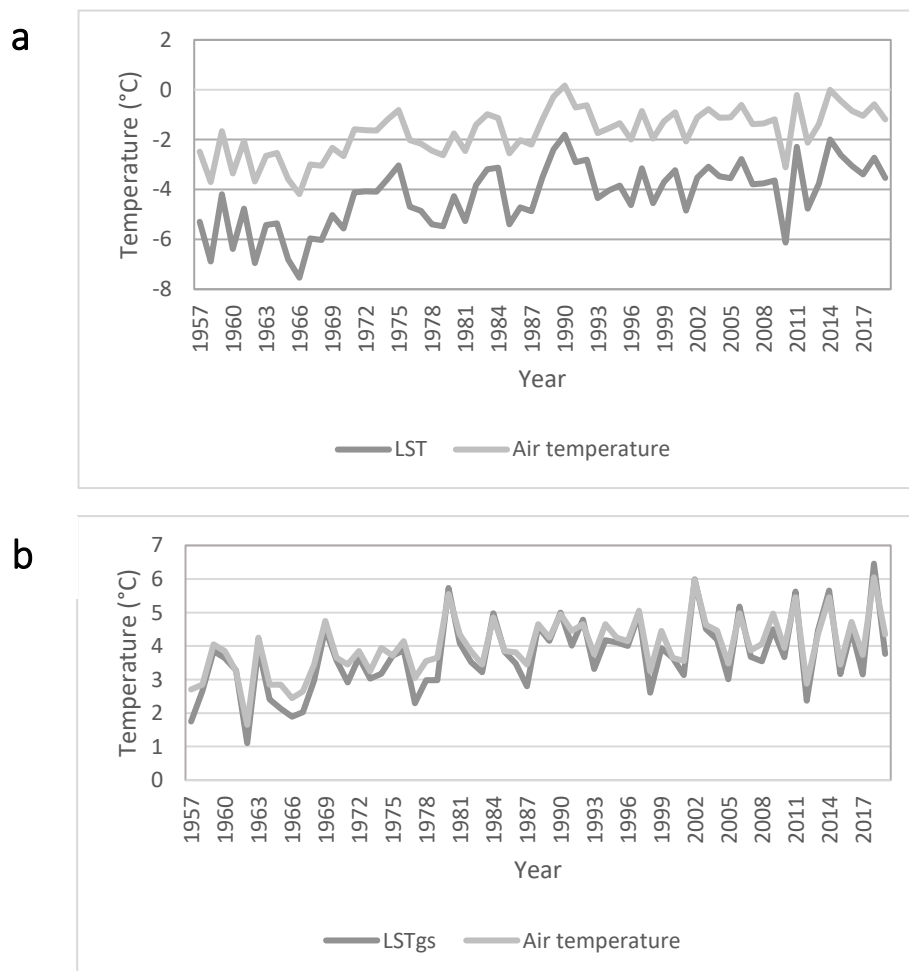 a
Temperature (°C)
2
0
-2
-4
-6
-8
1957 1960 1963 1966 1969 1972 1975 1978 1981 1984 1987 1990 1993 1996 1999 2002 2005 2008 2011 2014 2017
Year
LST Air temperature
b
Temperature (°C)
7
6
5
4
3
2
1
0
1957 1960 1963 1966 1969 1972 1975 1978 1981 1984 1987 1990 1993 1996 1999 2002 2005 2008 2011 2014 2017
Year
LSTgs Air temperature